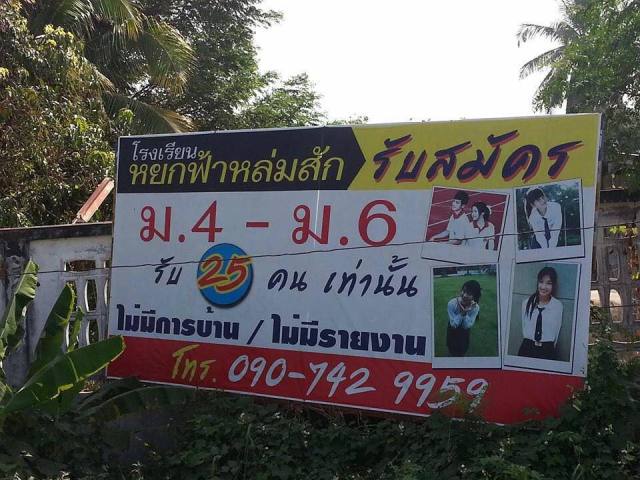 โรงเรียน
หยกฟ้าหล่มสัก
รับสมัคร
ม.4 - ม.6
รับ 25 คน เท่านั้น
ไม่มีการบ้าน / ไม่มีรายงาน
โทร. 090-742 9959